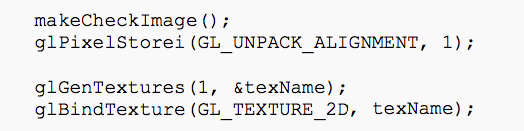 makeCheckImage();
glPixelStorei(GL_UNPACK_ALIGNMENT, 1);
glGenTextures(1, &texName);
glBindTexture(GL_TEXTURE_2D, texName);